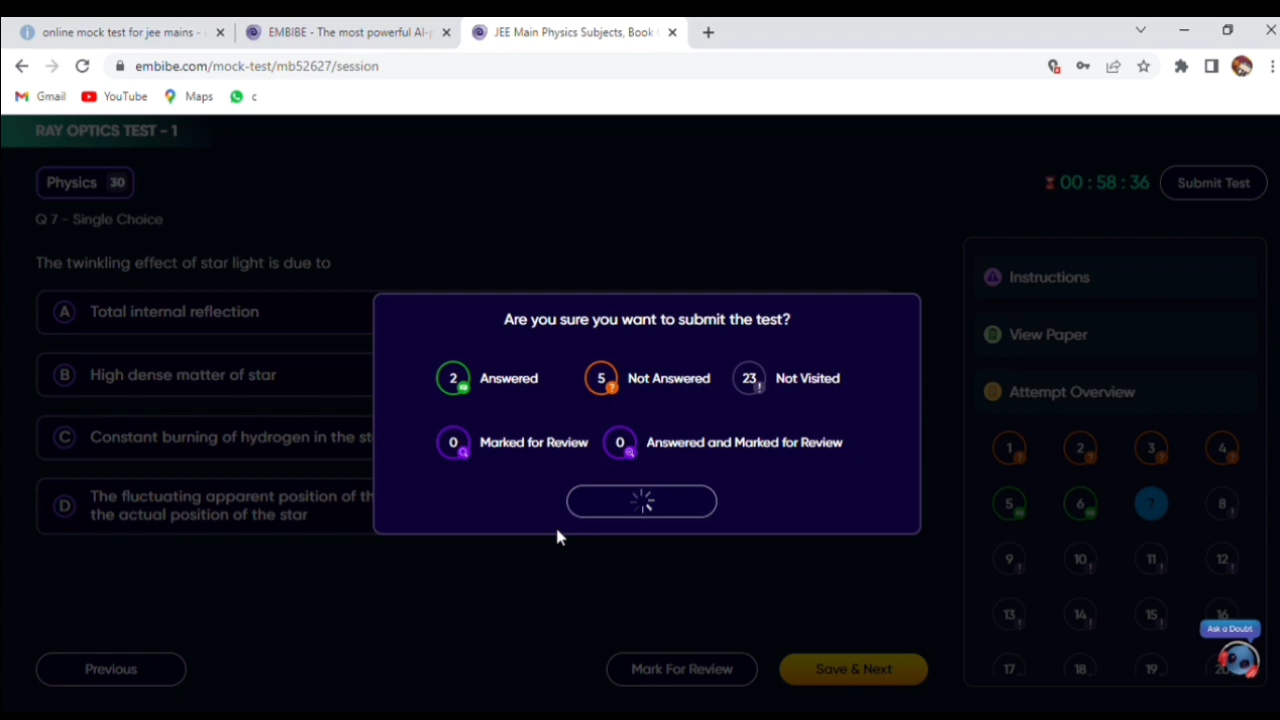 online mock test for jee mains -
EMBIBE - The most powerful AI-p
JEE Main Physics Subjects, Book
embibe.com/mock-test/mb52627/session
Gmail
YouTube
Maps
c
RAY OPTICS TEST - 1
Physics 30
00 : 58 : 36
Submit Test
Q 7 - Single Choice
The twinkling effect of star light is due to
A Total internal reflection
B High dense matter of star
C Constant burning of hydrogen in the st
D The fluctuating apparent position of th
the actual position of the star
Are you sure you want to submit the test?
2 Answered
5 ? Not Answered
23 ! Not Visited
0 Marked for Review
0 Answered and Marked for Review
Instructions
View Paper
Attempt Overview
1 2 3 4
5 6 7 8
9 10 11 12
13 14 15 16
Ask a Doubt
17 18 19
Previous
Mark For Review
Save & Next